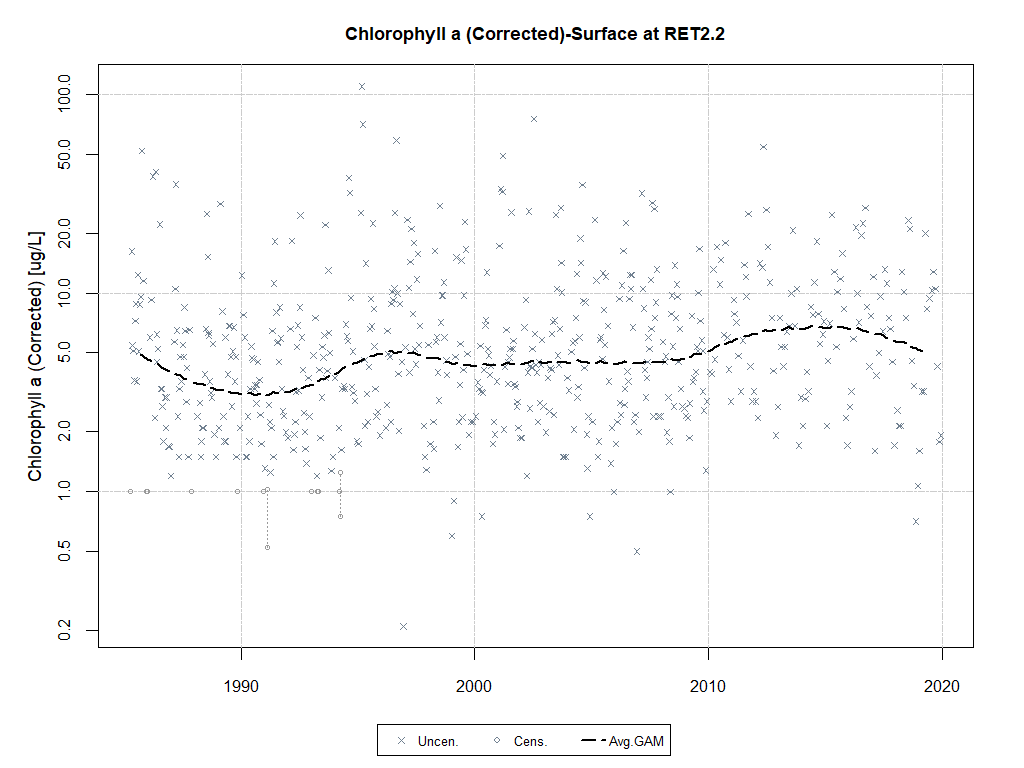 Chlorophyll a (Corrected)-Surface at RET2.2
Chlorophyll a (Corrected) [ug/L]
100.0
50.0
20.0
10.0
5.0
2.0
1.0
0.5
0.2
1990 2000 2010 2020
Uncen. Cens. Avg.GAM